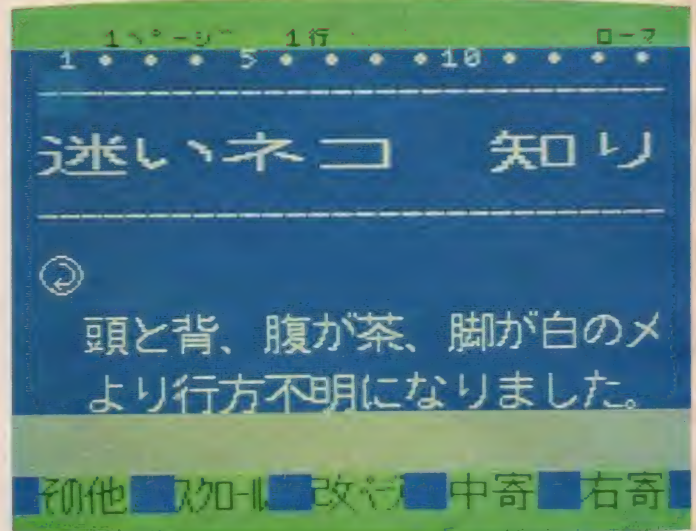 1ページ 1行 ローマ
1 • • • 5 • • • • 10 • • • •
迷いネコ 知り
頭と背、腹が茶、脚が白のメ
より行方不明になりました。
その他 スクロール 改ページ 中寄 右寄